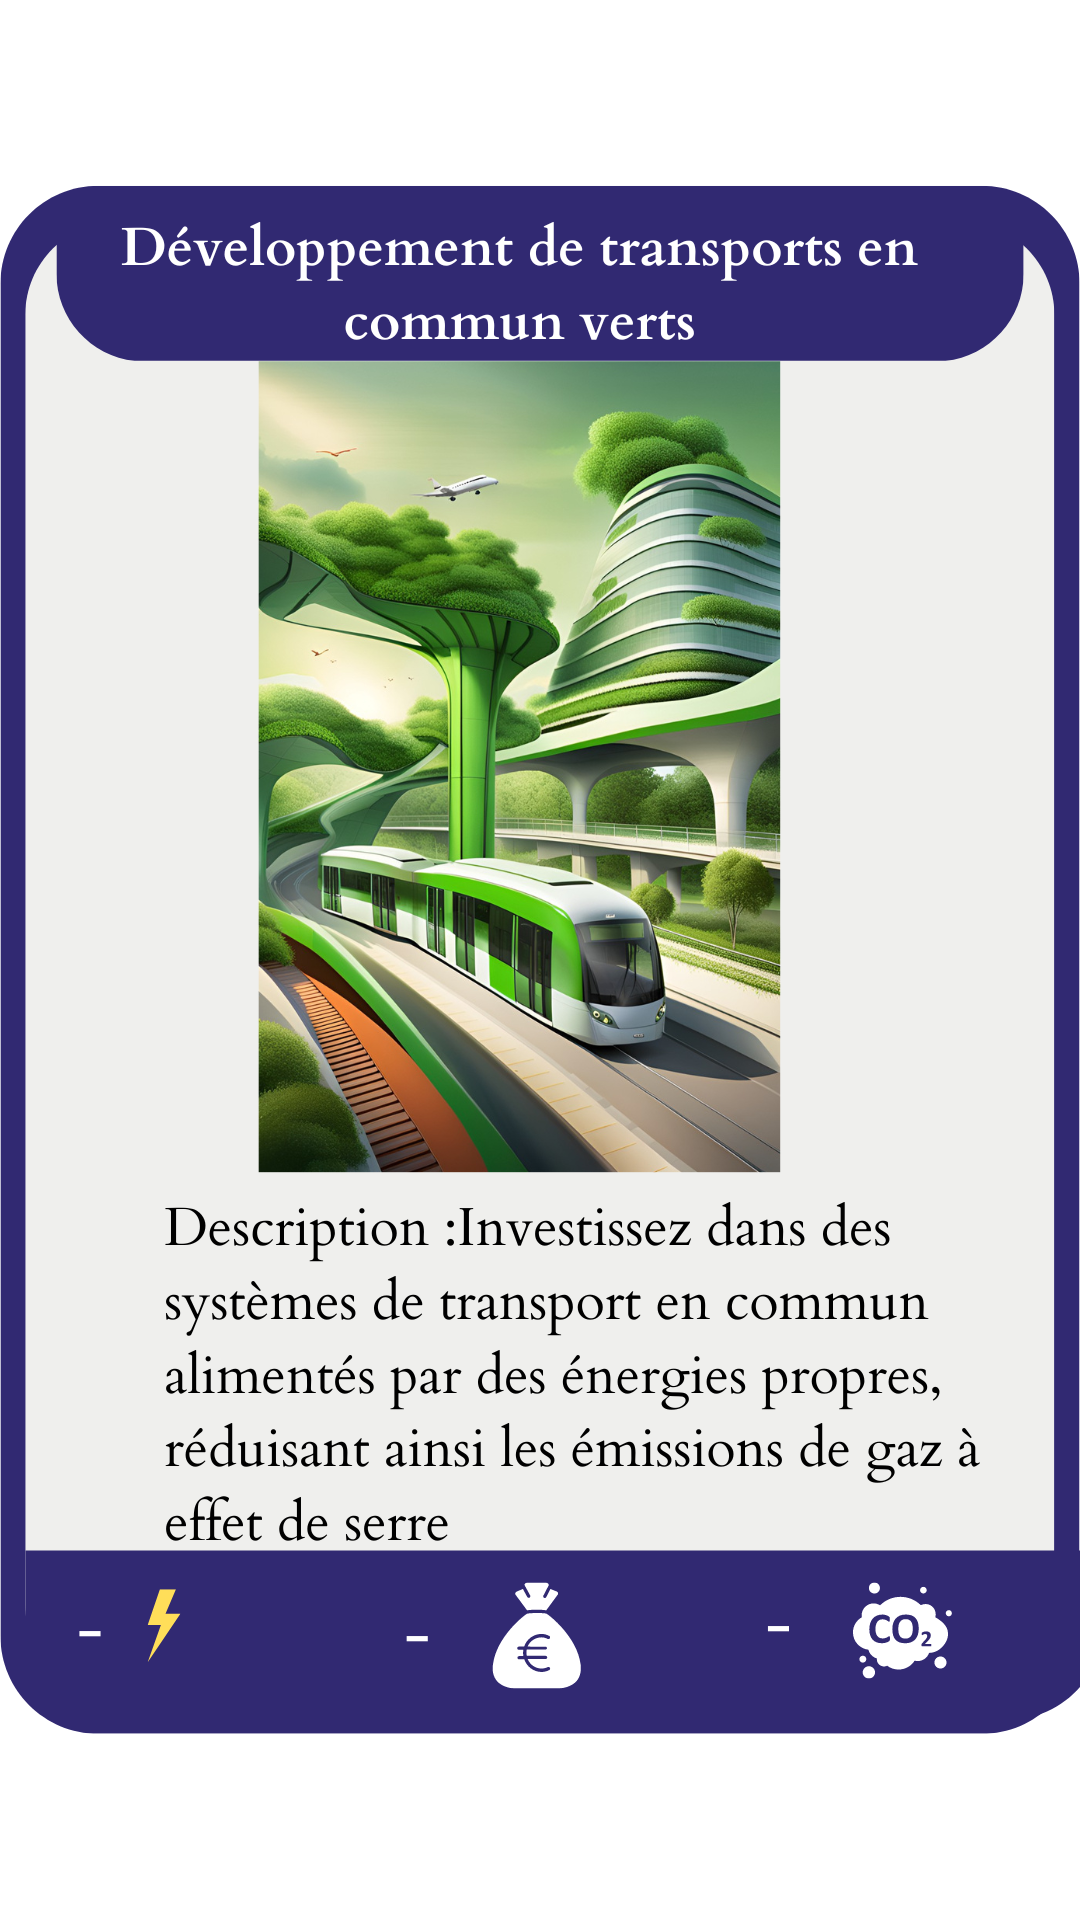 Développement de transports en
commun verts
Description :Investissez dans des
systèmes de transport en commun
alimentés par des énergies propres,
réduisant ainsi les émissions de gaz à
effet de serre
- - € - CO₂